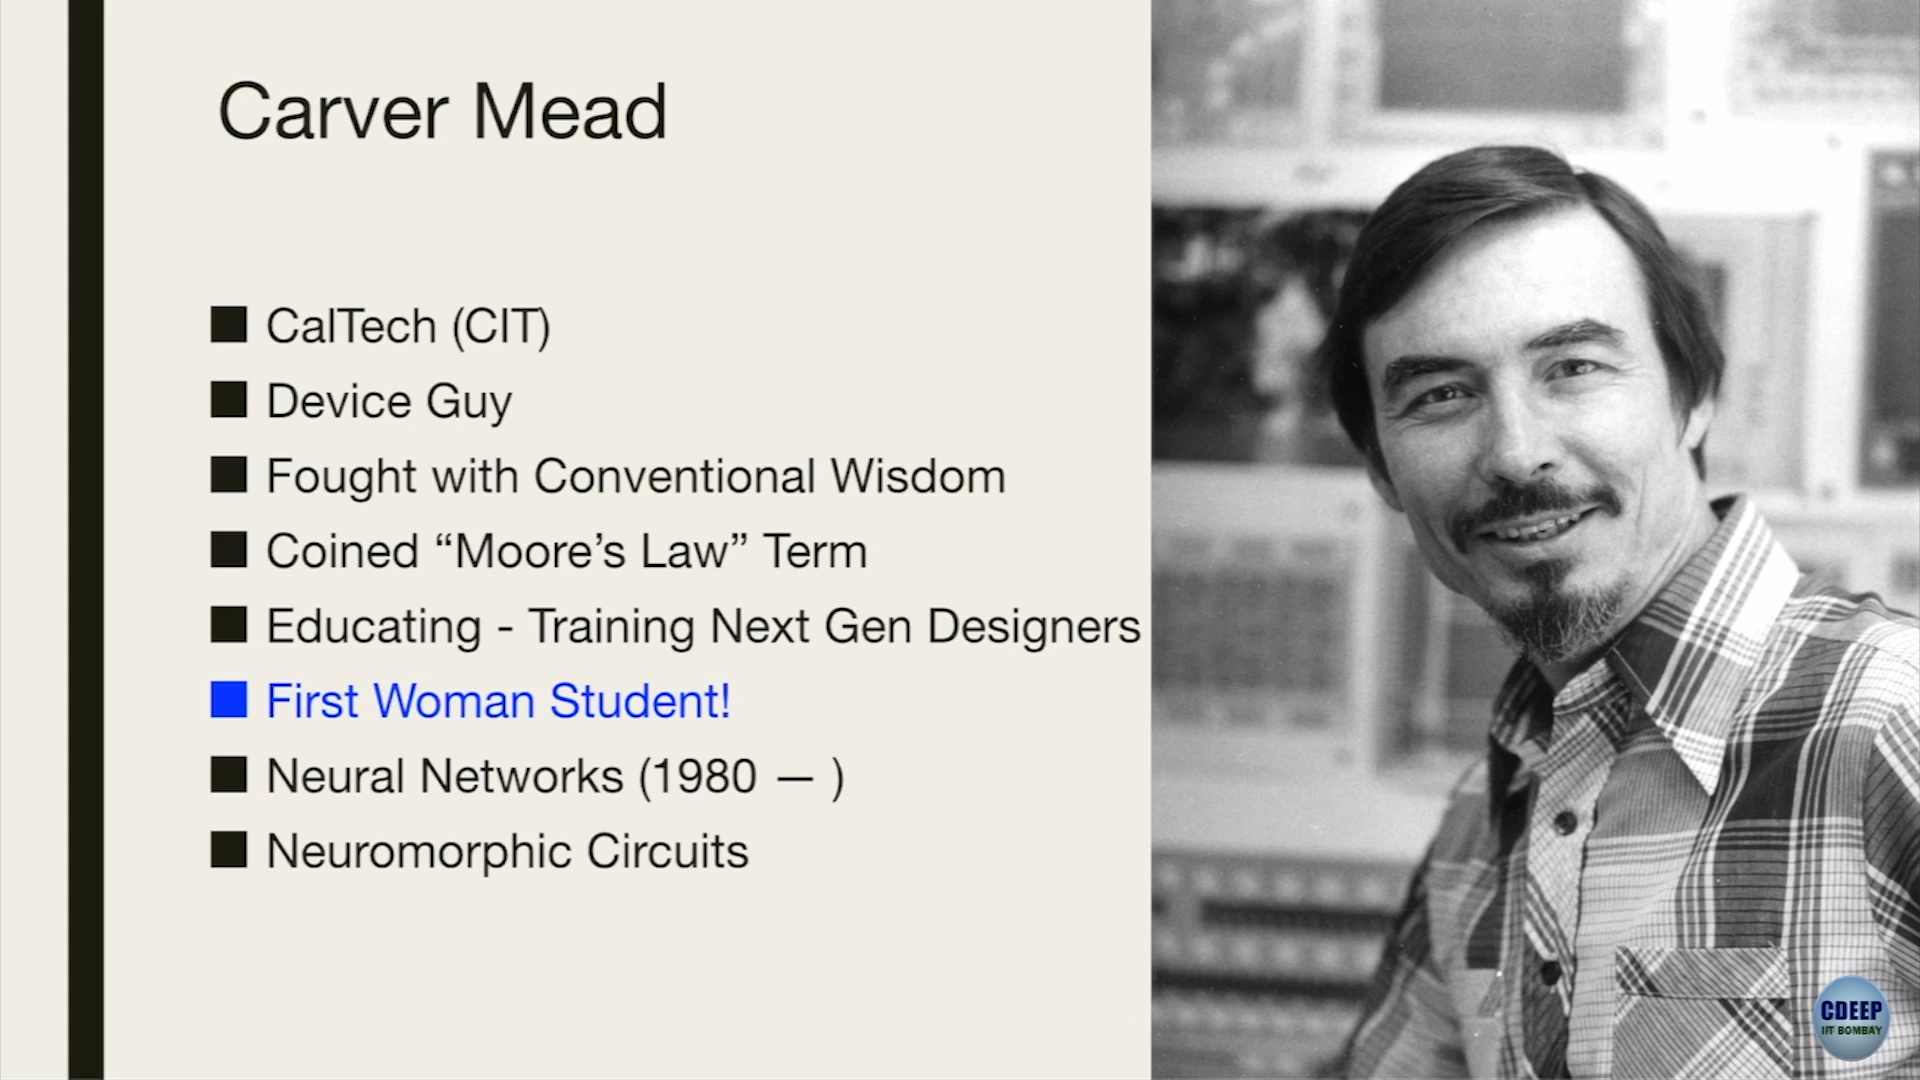 Carver Mead
CalTech (CIT)
Device Guy
Fought with Conventional Wisdom
Coined “Moore’s Law” Term
Educating - Training Next Gen Designers
First Woman Student!
Neural Networks (1980 — )
Neuromorphic Circuits
CDEEP
IIT BOMBAY